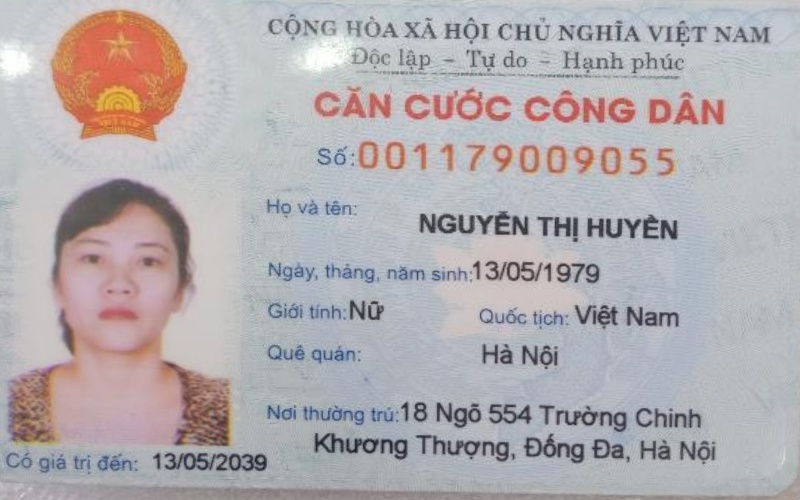 CỘNG HÒA XÃ HỘI CHỦ NGHĨA VIỆT NAM
Độc lập – Tự do – Hạnh phúc
CĂN CƯỚC CÔNG DÂN
Số: 001179009055
Họ và tên:
NGUYỄN THỊ HUYỀN
Ngày, tháng, năm sinh: 13/05/1979
Giới tính: Nữ Quốc tịch: Việt Nam
Quê quán: Hà Nội
Nơi thường trú: 18 Ngõ 554 Trường Chinh
Khương Thượng, Đống Đa, Hà Nội
Có giá trị đến: 13/05/2039